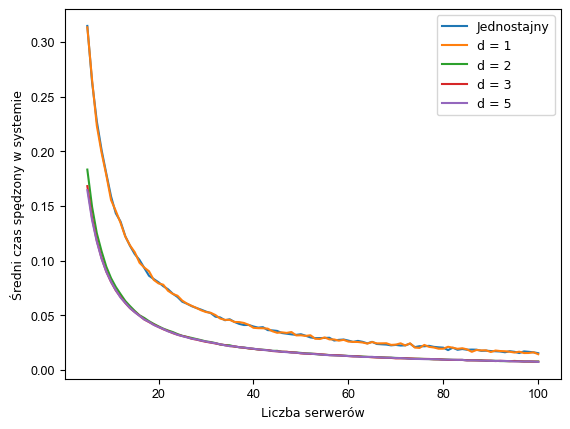 Jednostajny
d = 1
d = 2
d = 3
d = 5
Średni czas spędzony w systemie
0.30
0.25
0.20
0.15
0.10
0.05
0.00
20 40 60 80 100
Liczba serwerów